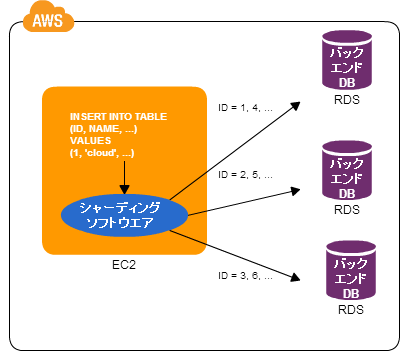 AWS
INSERT INTO TABLE
(ID, NAME, ...)
VALUES
(1, 'cloud', ...)
シャーディング
ソフトウエア
EC2
ID = 1, 4, ...
ID = 2, 5, ...
ID = 3, 6, ...
バック
エンド
DB
RDS
バック
エンド
DB
RDS
バック
エンド
DB
RDS